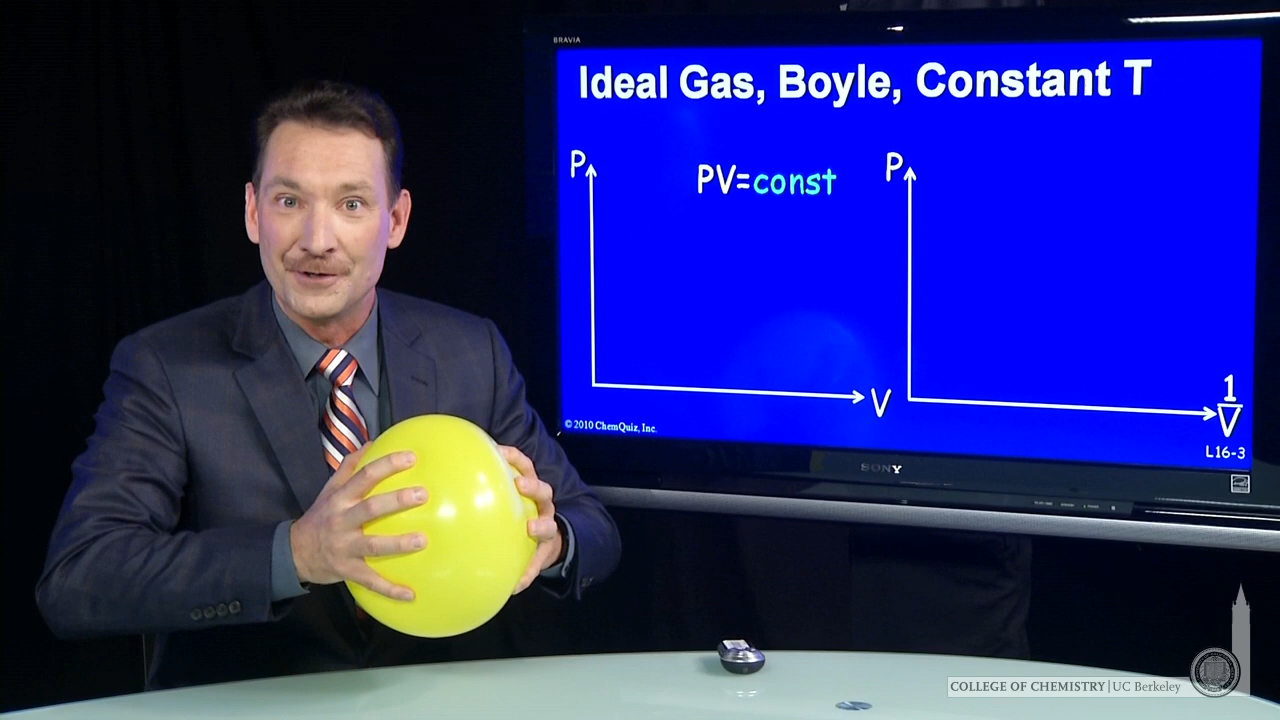 BRAVIA
Ideal Gas, Boyle, Constant T
P
PV=const
P
V
1
V
© 2010 ChemQuiz, Inc.
L16-3
SONY
COLLEGE OF CHEMISTRY | UC Berkeley